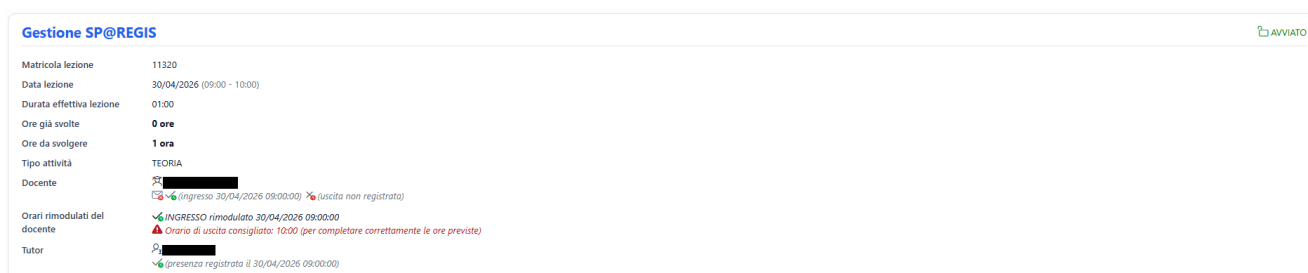 Gestione SP@REGIS
AVVIATO
Matricola lezione 11320
Data lezione 30/04/2026 (09:00 - 10:00)
Durata effettiva lezione 01:00
Ore già svolte 0 ore
Ore da svolgere 1 ora
Tipo attività TEORIA
Docente
(ingresso 30/04/2026 09:00:00) (uscita non registrata)
Orari rimodulati del docente
INGRESSO rimodulato 30/04/2026 09:00:00
Orario di uscita consigliato: 10:00 (per completare correttamente le ore previste)
Tutor
(presenza registrata il 30/04/2026 09:00:00)